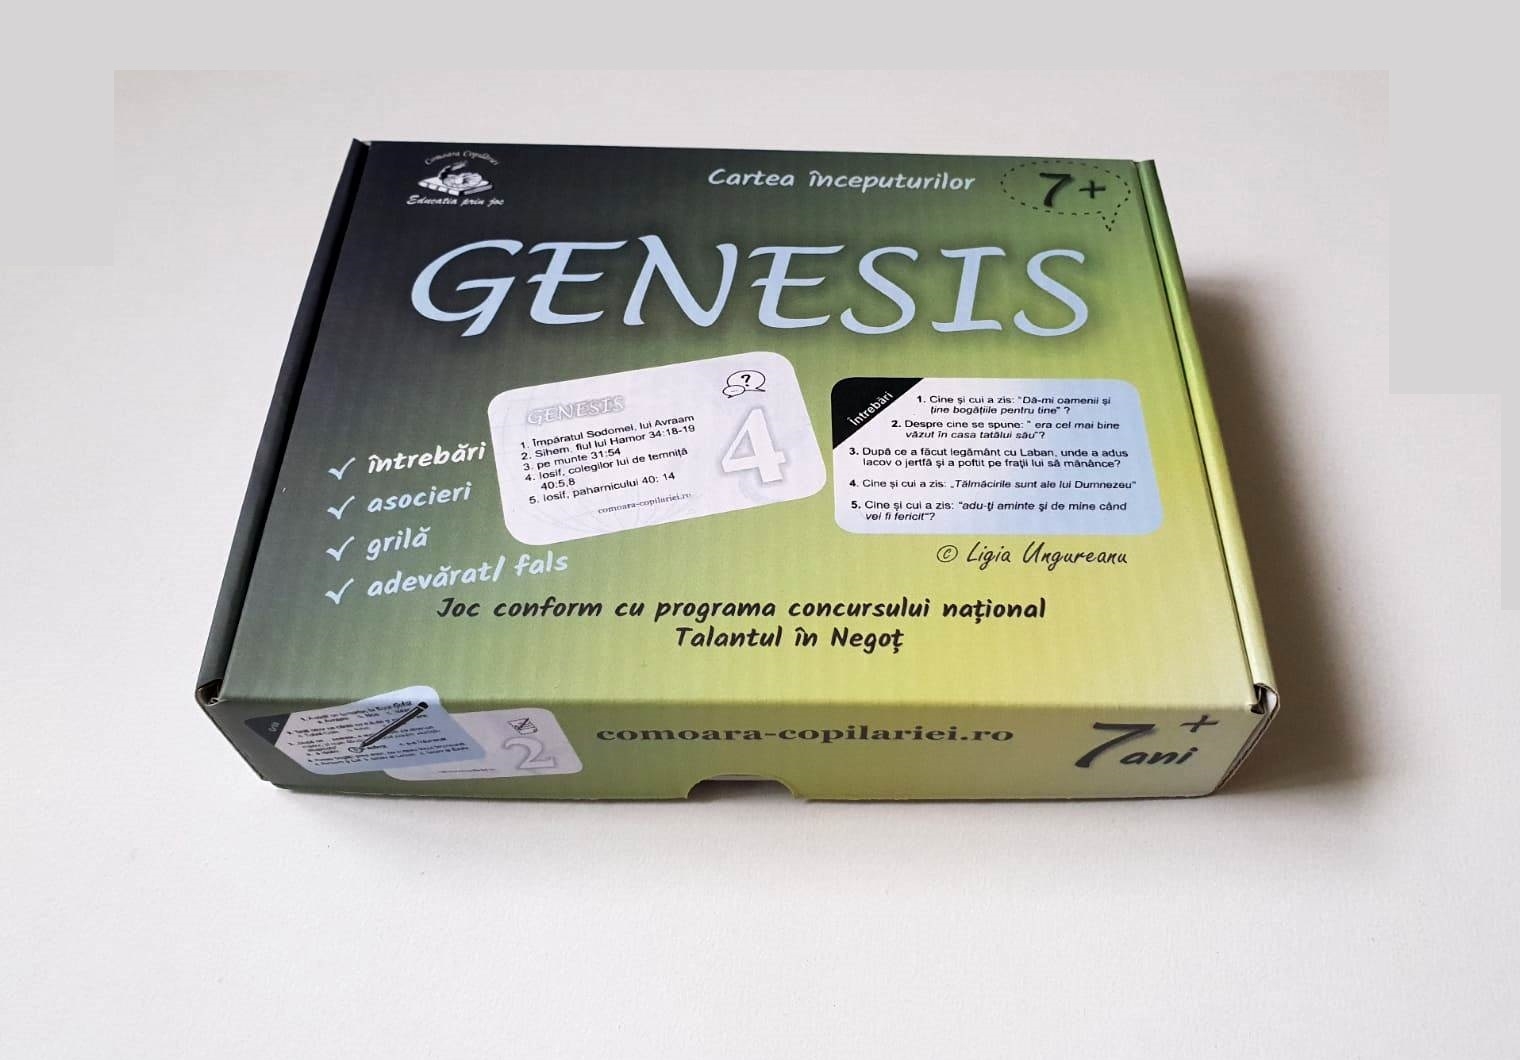 Comoara Copilăriei
Educatia prin joc
Cartea începuturilor
7+
GENESIS
întrebări
asocieri
grilă
adevărat/ fals
GENESIS
?
4
1. Împăratul Sodomei, lui Avraam
2. Sihem, fiul lui Hamor 34:18-19
3. pe munte 31:54
4. Iosif, colegilor lui de temniță
40:5,8
5. Iosif, paharnicului 40: 14
comoara-copilariei.ro
Întrebări
1. Cine și cui a zis: "Dă-mi oamenii și
ține bogățiile pentru tine" ?
2. Despre cine se spune: " era cel mai bine
văzut în casa tatălui său"?
3. După ce a făcut legământ cu Laban, unde a adus
Iacov o jertfă și a poftit pe frații lui să mănânce?
4. Cine și cui a zis: „Tălmăcirile sunt ale lui Dumnezeu"
5. Cine și cui a zis: "adu-ți aminte și de mine când
vei fi fericit"?
© Ligia Ungureanu
Joc conform cu programa concursului național
Talantul în Negoț
2
comoara-copilariei.ro
7+
ani